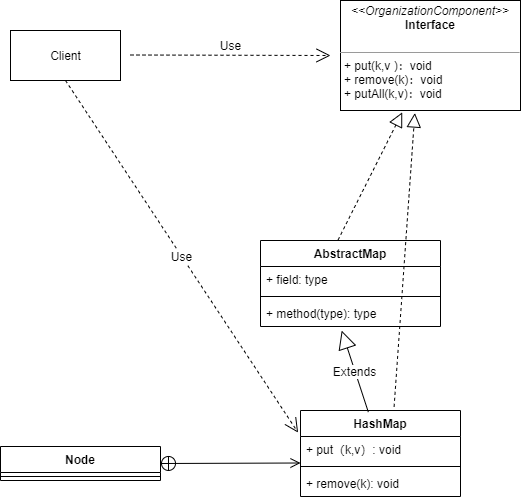 <<OrganizationComponent>>
Interface
Client
Use
+ put(k,v )： void
+ remove(k)： void
+ putAll(k,v)： void
Use
AbstractMap
+ field: type
+ method(type): type
Extends
HashMap
+ put（k,v）: void
+ remove(k): void
Node